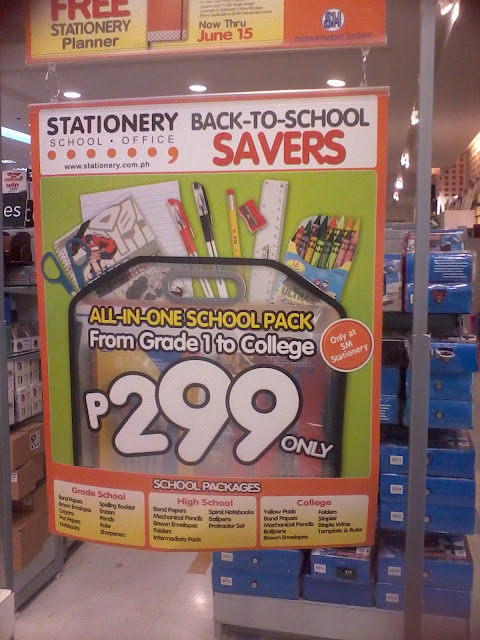 FREE
STATIONERY
Planner
Now Thru
June 15
SM
DEPARTMENT STORE
STATIONERY
SCHOOL • OFFICE
www.stationery.com.ph
BACK-TO-SCHOOL
SAVERS
ALL-IN-ONE SCHOOL PACK
From Grade 1 to College
Only at
SM
Stationery
P299 ONLY
SCHOOL PACKAGES
Grade School
Bond Papers
Brown Envelopes
Crayons
Pad Papers
Notebooks
Spelling Booklet
Erasers
Pencils
Ruler
Sharpeners
High School
Bond Papers
Mechanical Pencils
Brown Envelopes
Folders
Intermediate Pads
Spiral Notebooks
Ballpens
Protractor Set
College
Yellow Pads
Bond Papers
Mechanical Pencils
Ballpens
Brown Envelopes
Folders
Stapler
Staple Wires
Template & Ruler
win
es